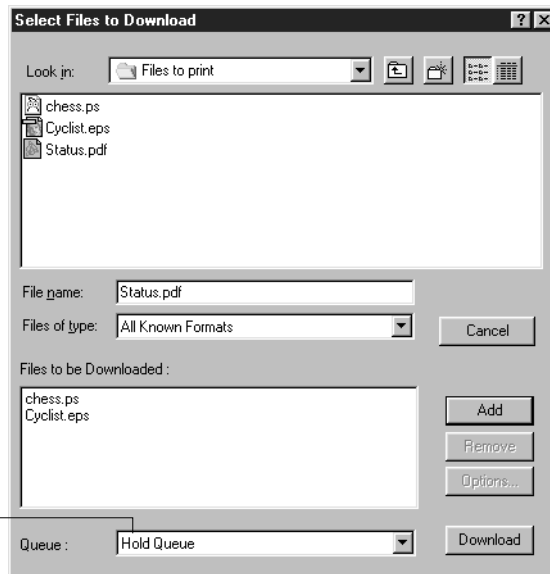 Select Files to Download
Look in: Files to print
chess.ps
Cyclist.eps
Status.pdf
File name: Status.pdf
Files of type: All Known Formats
Cancel
Files to be Downloaded :
chess.ps
Cyclist.eps
Add
Remove
Options...
Queue : Hold Queue
Download